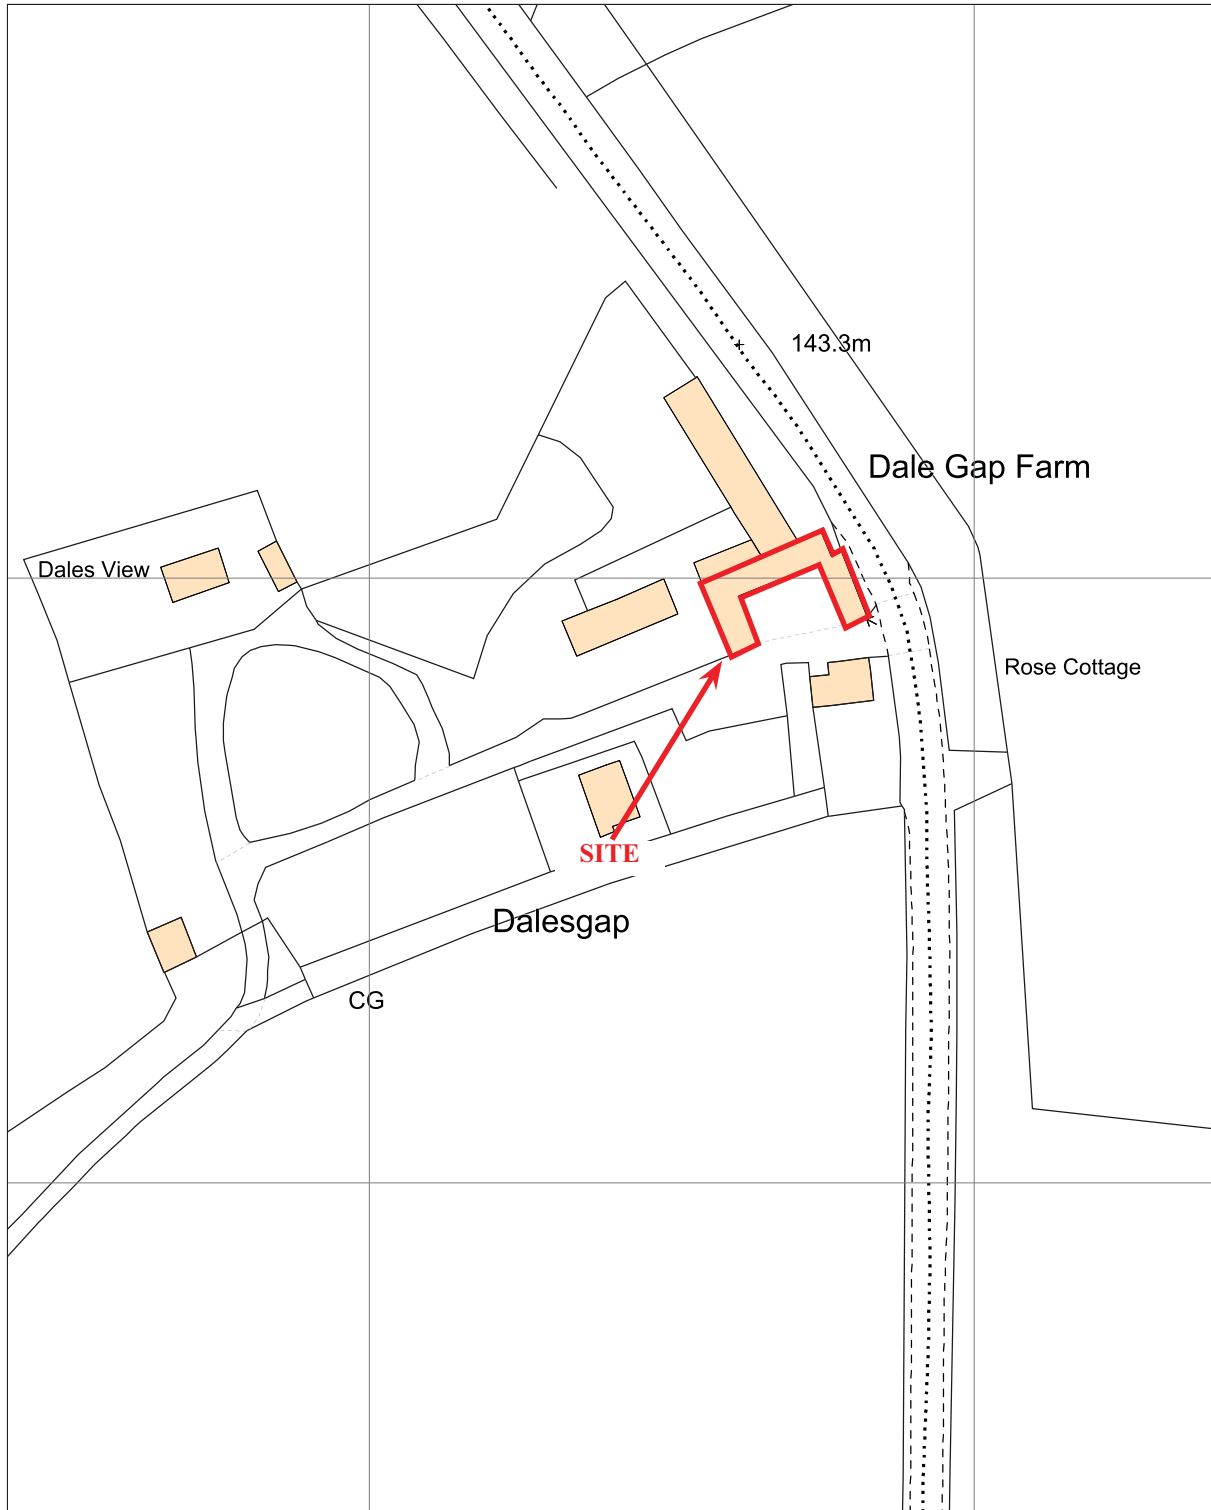 143.3m
Dale Gap Farm
Dales View
Rose Cottage
SITE
Dalesgap
CG